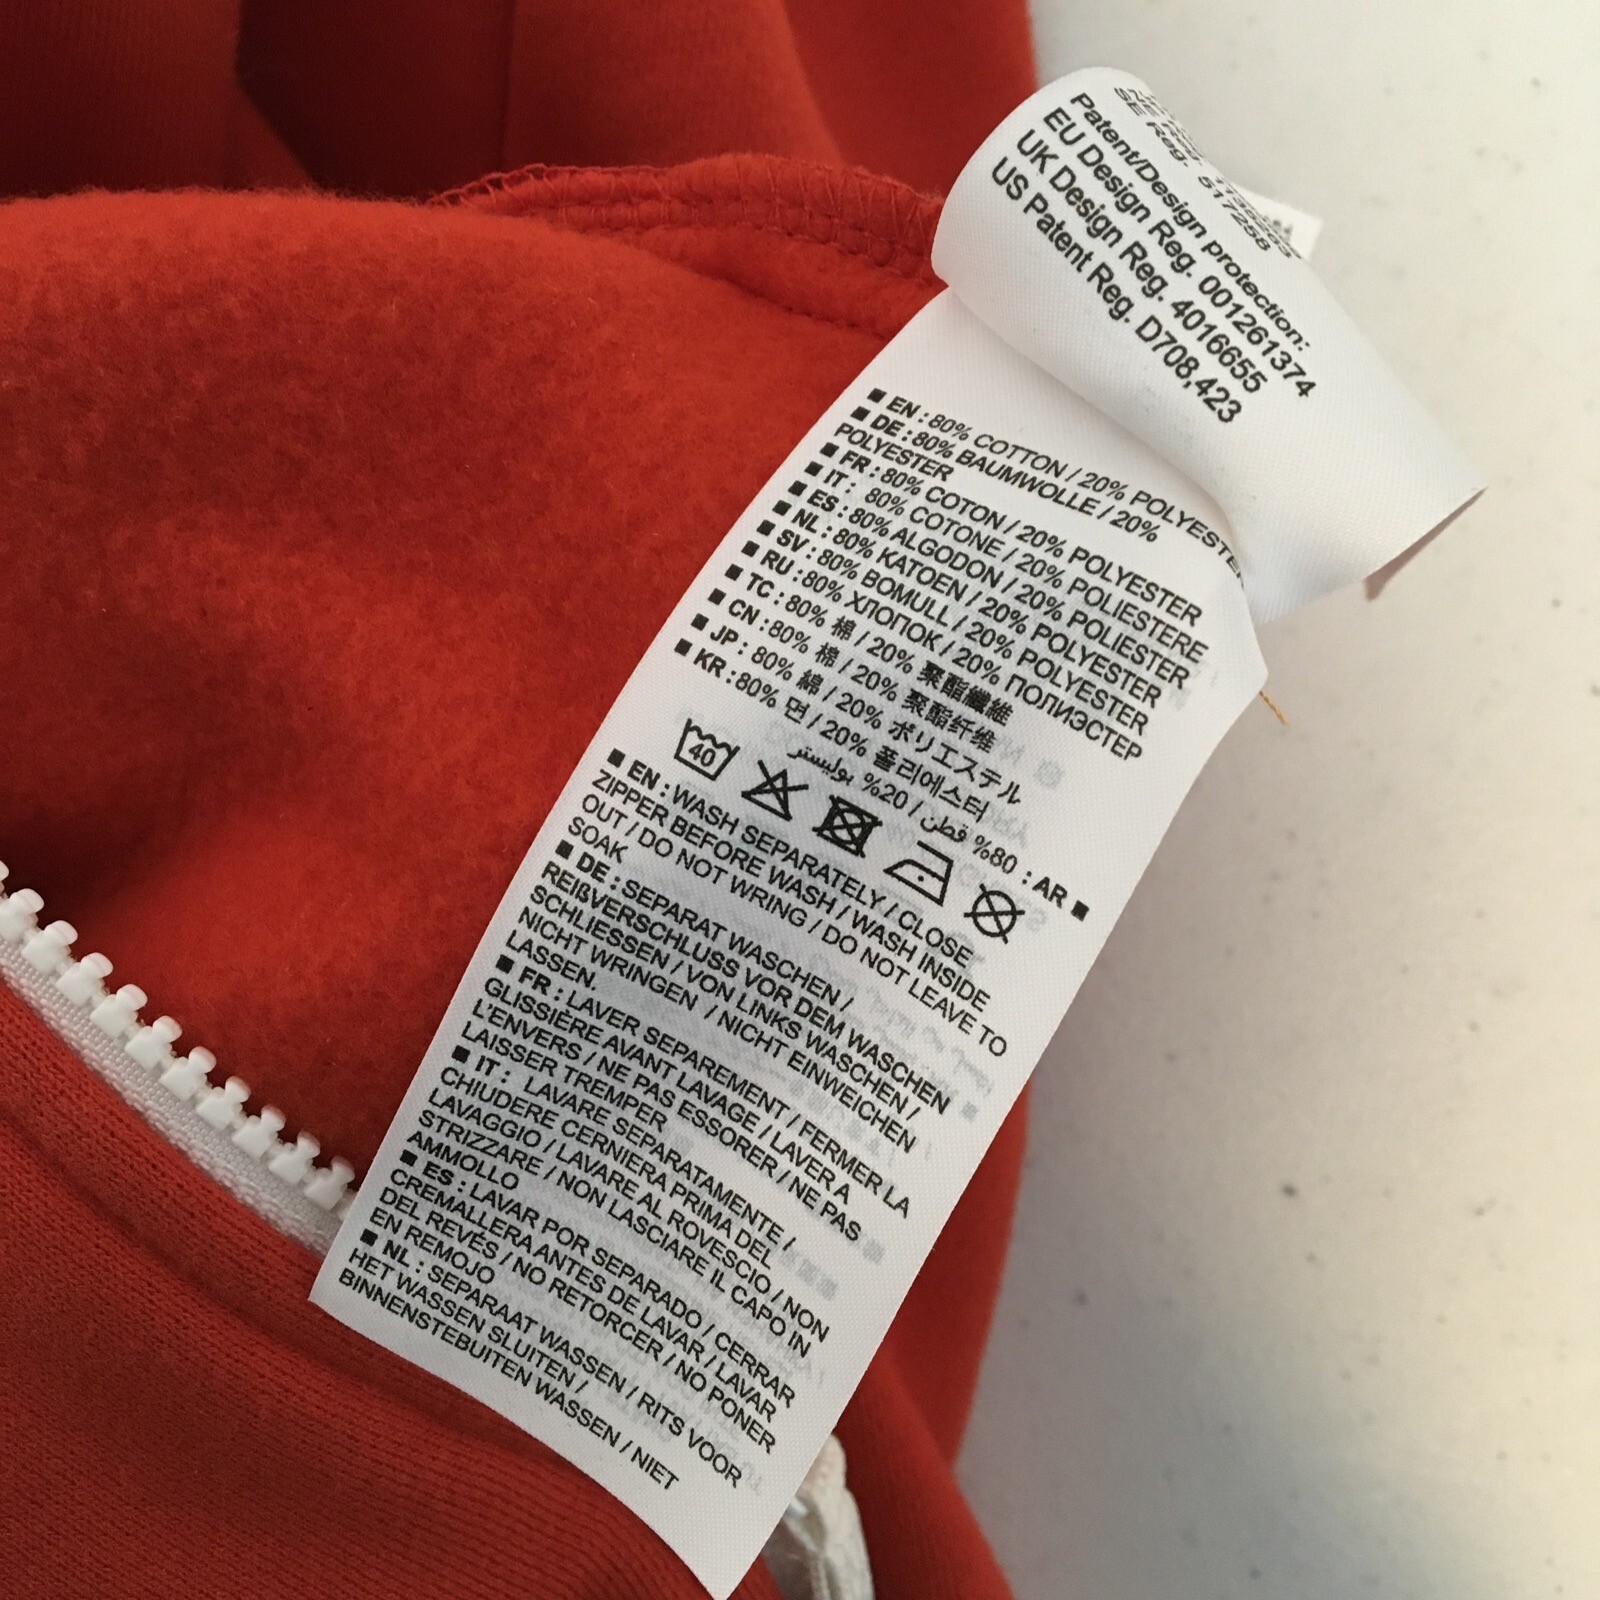 SE Reg. 517258
Patent/Design protection:
EU Design Reg. 001261374
UK Design Reg. 4016655
US Patent Reg. D708,423
■ EN : 80% COTTON / 20% POLYESTER
■ DE : 80% BAUMWOLLE / 20%
POLYESTER
■ FR : 80% COTON / 20% POLYESTER
■ IT : 80% COTONE / 20% POLIESTERE
■ ES : 80% ALGODON / 20% POLIESTER
■ NL : 80% KATOEN / 20% POLYESTER
■ SV : 80% BOMULL / 20% POLYESTER
■ RU : 80% ХЛОПОК / 20% ПОЛИЭСТЕР
■ TC : 80% 棉 / 20% 聚酯纖維
■ CN : 80% 棉 / 20% 聚酯纤维
■ JP : 80% 綿 / 20% ポリエステル
■ KR : 80% 면 / 20% 폴리에스터
■ AR : 80% قطن / 20% بوليستر
40
■ EN : WASH SEPARATELY / CLOSE
ZIPPER BEFORE WASH / WASH INSIDE
OUT / DO NOT WRING / DO NOT LEAVE TO
SOAK
■ DE : SEPARAT WASCHEN /
REIßVERSCHLUSS VOR DEM WASCHEN
SCHLIESSEN / VON LINKS WASCHEN /
NICHT WRINGEN / NICHT EINWEICHEN
LASSEN.
■ FR : LAVER SEPAREMENT / FERMER LA
GLISSIÈRE AVANT LAVAGE / LAVER A
L'ENVERS / NE PAS ESSORER / NE PAS
LAISSER TREMPER
■ IT : LAVARE SEPARATAMENTE /
CHIUDERE CERNIERA PRIMA DEL
LAVAGGIO / LAVARE AL ROVESCIO / NON
STRIZZARE / NON LASCIARE IL CAPO IN
AMMOLLO
■ ES : LAVAR POR SEPARADO / CERRAR
CREMALLERA ANTES DE LAVAR / LAVAR
DEL REVÉS / NO RETORCER / NO PONER
EN REMOJO
■ NL : SEPARAAT WASSEN / RITS VOOR
HET WASSEN SLUITEN /
BINNENSTEBUITEN WASSEN / NIET